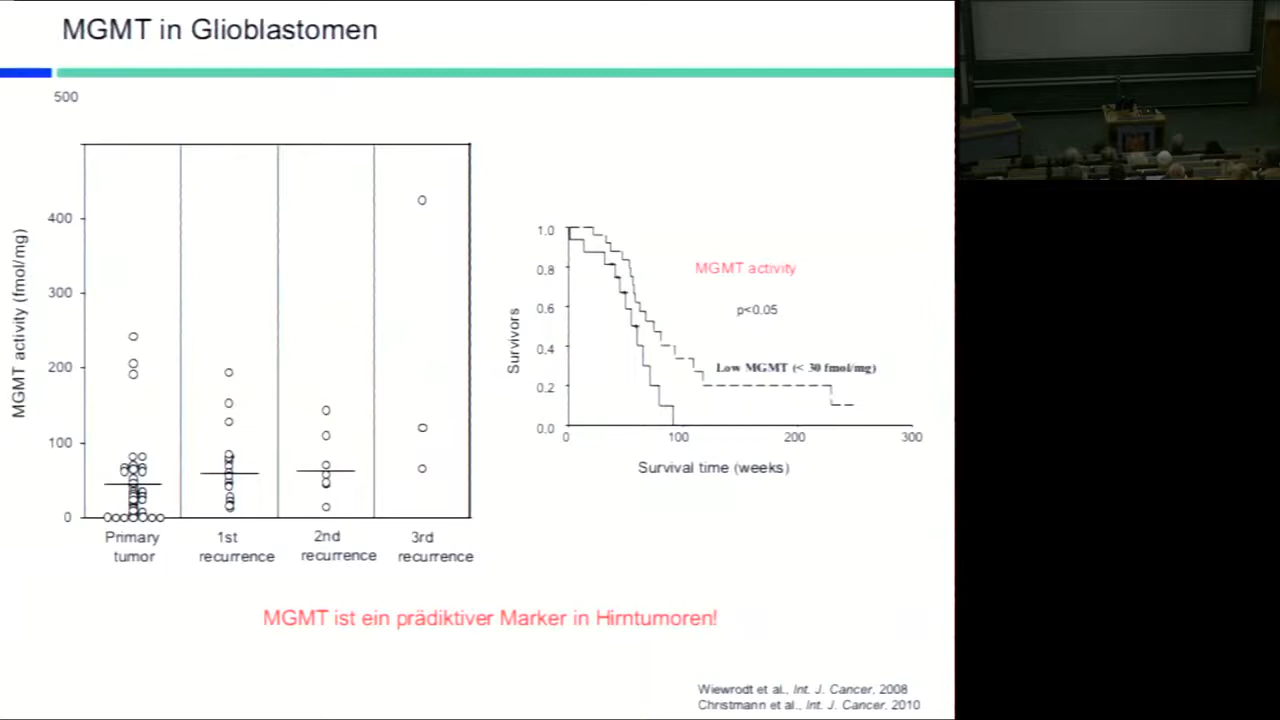 MGMT in Glioblastomen
500
400
300
200
100
0
MGMT activity (fmol/mg)
Primary tumor
1st recurrence
2nd recurrence
3rd recurrence
1.0
0.8
0.6
0.4
0.2
0.0
Survivors
MGMT activity
p<0.05
Low MGMT (< 30 fmol/mg)
0 100 200 300
Survival time (weeks)
MGMT ist ein prädiktiver Marker in Hirntumoren!
Wiewrodt et al., Int. J. Cancer, 2008
Christmann et al., Int. J. Cancer, 2010